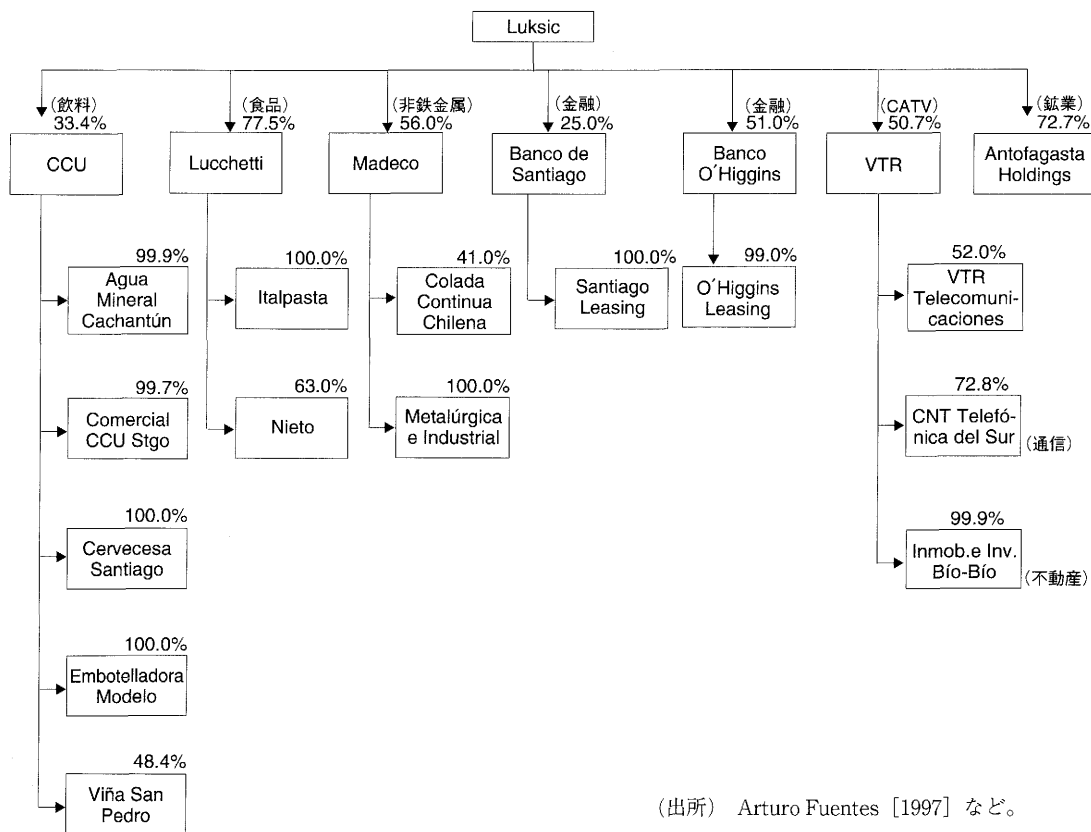 Luksic
(飲料)
33.4%
CCU
(食品)
77.5%
Lucchetti
(非鉄金属)
56.0%
Madeco
(金融)
25.0%
Banco de
Santiago
(金融)
51.0%
Banco
O´Higgins
(CATV)
50.7%
VTR
(鉱業)
72.7%
Antofagasta
Holdings
99.9%
Agua
Mineral
Cachantún
99.7%
Comercial
CCU Stgo
100.0%
Cervecesa
Santiago
100.0%
Embotelladora
Modelo
48.4%
Viña San
Pedro
100.0%
Italpasta
63.0%
Nieto
41.0%
Colada
Continua
Chilena
100.0%
Metalúrgica
e Industrial
100.0%
Santiago
Leasing
99.0%
O´Higgins
Leasing
52.0%
VTR
Telecomuni-
caciones
72.8%
CNT Telefó-
nica del Sur
(通信)
99.9%
Inmob.e Inv.
Bío-Bío
(不動産)
(出所) Arturo Fuentes [1997] など。